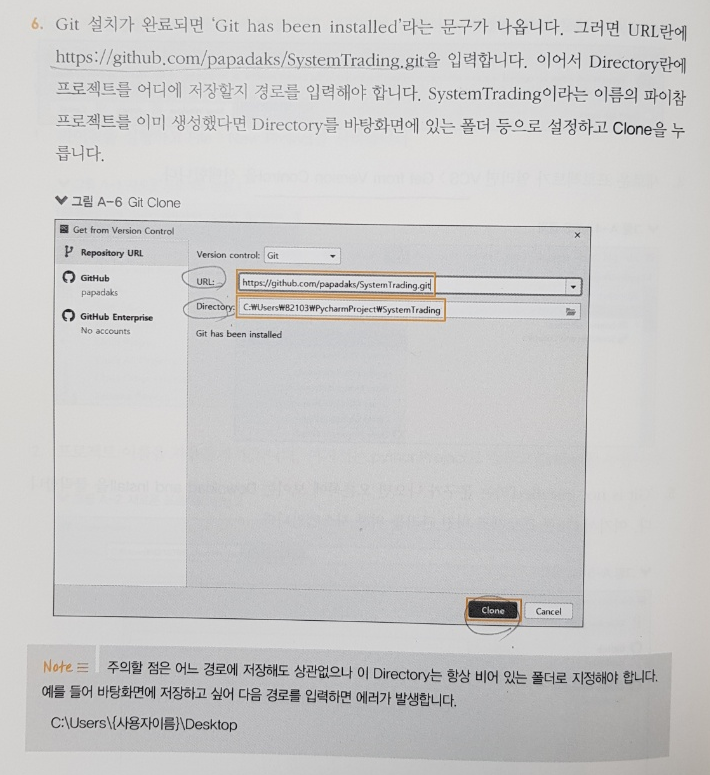 6. Git 설치가 완료되면 ‘Git has been installed’라는 문구가 나옵니다. 그러면 URL란에
https://github.com/papadaks/SystemTrading.git을 입력합니다. 이어서 Directory란에
프로젝트를 어디에 저장할지 경로를 입력해야 합니다. SystemTrading이라는 이름의 파이참
프로젝트를 이미 생성했다면 Directory를 바탕화면에 있는 폴더 등으로 설정하고 Clone을 누
릅니다.
그림 A-6 Git Clone
Get from Version Control
Repository URL
Version control: Git
GitHub
papadaks
URL: https://github.com/papadaks/SystemTrading.git
Directory: C:₩Users₩82103₩PycharmProject₩SystemTrading
GitHub Enterprise
No accounts
Git has been installed
Clone Cancel
Note 주의할 점은 어느 경로에 저장해도 상관없으나 이 Directory는 항상 비어 있는 폴더로 지정해야 합니다.
예를 들어 바탕화면에 저장하고 싶어 다음 경로를 입력하면 에러가 발생합니다.
C:\Users\{사용자이름}\Desktop